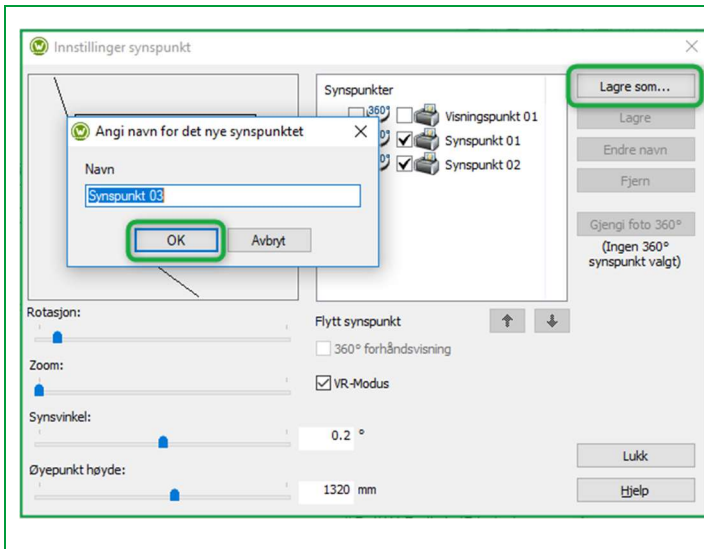 Innstillinger synspunkt
Synspunkter
360°
Visningspunkt 01
Synspunkt 01
Synspunkt 02
Angi navn for det nye synspunktet
Navn
Synspunkt 03
OK
Avbryt
Lagre som...
Lagre
Endre navn
Fjern
Gjengi foto 360°
(Ingen 360°
synspunkt valgt)
Rotasjon:
Flytt synspunkt
360° forhåndsvisning
Zoom:
VR-Modus
Synsvinkel:
0.2 °
Øyepunkt høyde:
1320 mm
Lukk
Hjelp